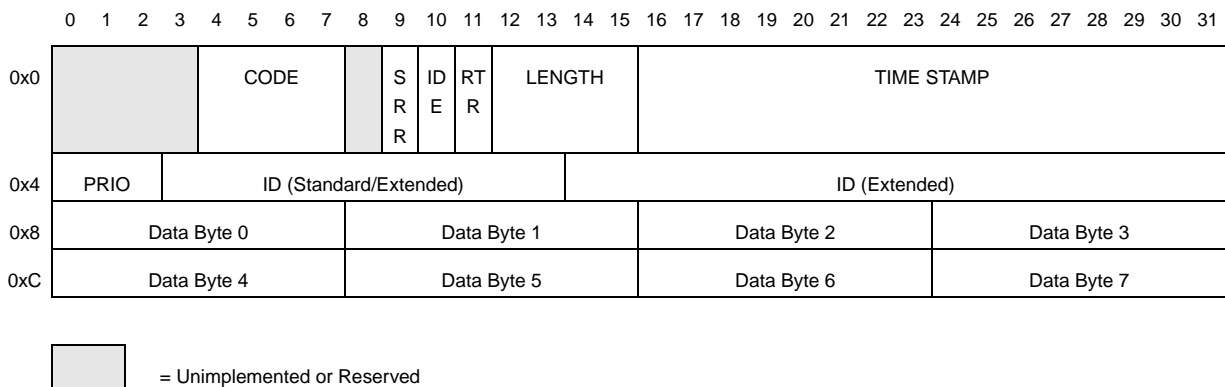 0 1 2 3 4 5 6 7 8 9 10 11 12 13 14 15 16 17 18 19 20 21 22 23 24 25 26 27 28 29 30 31
0x0 CODE SRR IDE RTR LENGTH TIME STAMP
0x4 PRIO ID (Standard/Extended) ID (Extended)
0x8 Data Byte 0 Data Byte 1 Data Byte 2 Data Byte 3
0xC Data Byte 4 Data Byte 5 Data Byte 6 Data Byte 7
= Unimplemented or Reserved